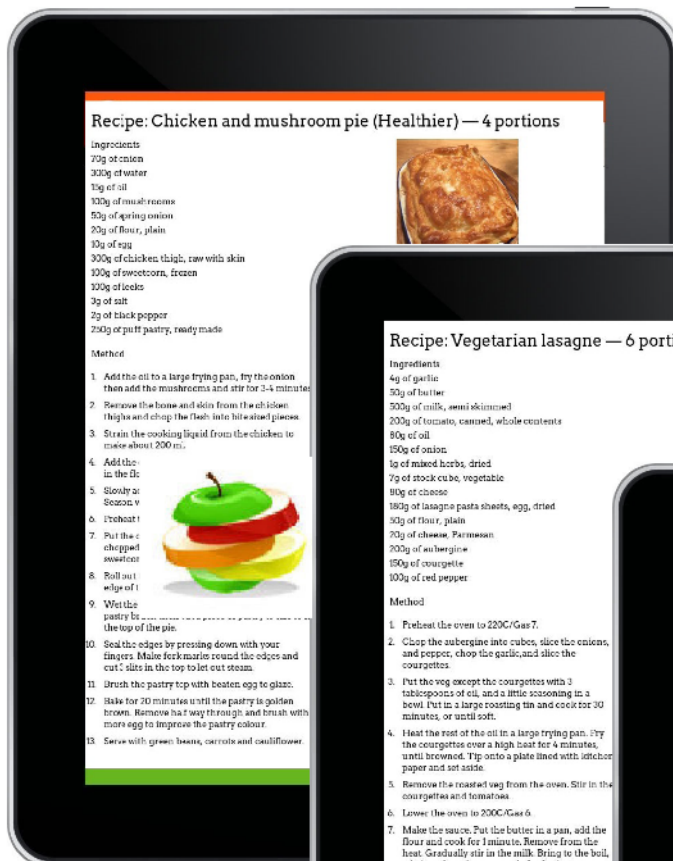 Recipe: Chicken and mushroom pie (Healthier) — 4 portions
Ingredients
70g of onion
300g of water
15g of oil
100g of mushrooms
50g of spring onion
20g of flour, plain
10g of egg
300g of chicken thigh, raw with skin
100g of sweetcorn, frozen
100g of leeks
3g of salt
2g of black pepper
250g of puff pastry, ready made
Method
1. Add the oil to a large frying pan, fry the onion
then add the mushrooms and stir for 3-4 minutes
2. Remove the bone and skin from the chicken
thighs and chop the flesh into bite sized pieces.
3. Strain the cooking liquid from the chicken to
make about 200 ml.
4. Add the
in the
5. Slowly
Season
6. Preheat
7. Put the
chopped
8. Roll out
edge of
9. Wet the
pastry
the top of the pie.
10. Seal the edges by pressing down with your
fingers. Make fork marks round the edges and
cut 3 slits in the top to let out steam.
11. Brush the pastry top with beaten egg to glaze.
12. Bake for 20 minutes until the pastry is golden
brown. Remove half way through and brush with
more egg to improve the pastry colour.
13. Serve with green beans, carrots and cauliflower.
Recipe: Vegetarian lasagne — 6 porti
Ingredients
4g of garlic
50g of butter
500g of milk, semi skimmed
200g of tomato, canned, whole contents
80g of oil
150g of onion
1g of mixed herbs, dried
7g of stock cube, vegetable
90g of cheese
180g of lasagne pasta sheets, egg, dried
50g of flour, plain
20g of cheese, Parmesan
200g of aubergine
150g of courgette
100g of red pepper
Method
1. Preheat the oven to 220C/Gas 7.
2. Chop the aubergine into cubes, slice the onions,
and pepper, chop the garlic,and slice the
courgettes.
3. Put the veg except the courgettes with 3
tablespoons of oil, and a little seasoning in a
bowl. Put in a large roasting tin and cook for 30
minutes, or until soft.
4. Heat the rest of the oil in a large frying pan. Fry
the courgettes over a high heat for 4 minutes,
until browned. Tip onto a plate lined with kitchen
paper and set aside.
5. Remove the roasted veg from the oven. Stir in the
courgettes and tomatoes.
6. Lower the oven to 200C/Gas 6.
7. Make the sauce. Put the butter in a pan, add the
flour and cook for 1 minute. Remove from the
heat. Gradually stir in the milk. Bring to the boil,